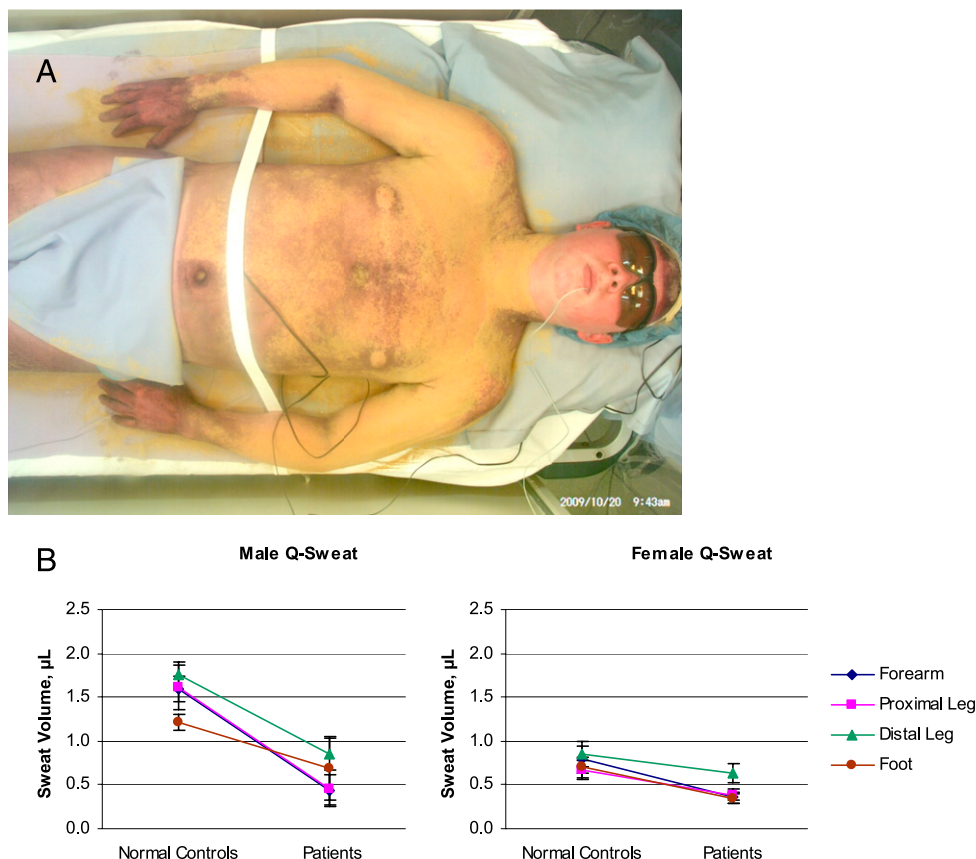 A
2009/10/20 9:43am
B
Male Q-Sweat
Female Q-Sweat
Sweat Volume, µL
2.5
2.0
1.5
1.0
0.5
0.0
Normal Controls
Patients
Sweat Volume, µL
2.5
2.0
1.5
1.0
0.5
0.0
Normal Controls
Patients
Forearm
Proximal Leg
Distal Leg
Foot